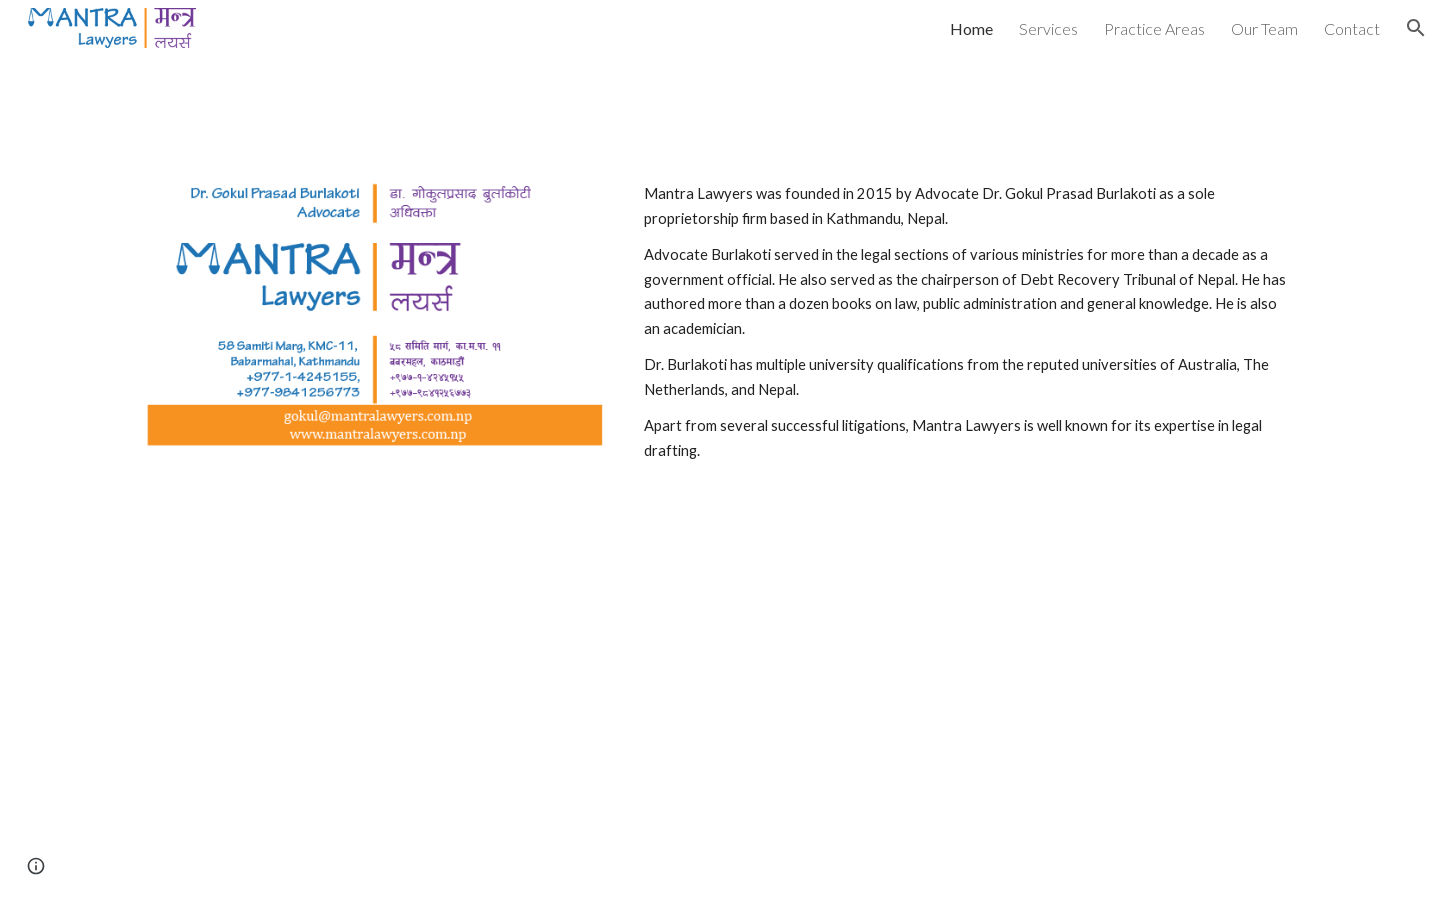 MANTRA मन्त्र
Lawyers लयर्स
Home Services Practice Areas Our Team Contact
Dr. Gokul Prasad Burlakoti
Advocate
डा. गोकुलप्रसाद बुर्लाकोटी
अधिवक्ता
MANTRA मन्त्र
Lawyers लयर्स
58 Samiti Marg, KMC-11,
Babarmahal, Kathmandu
+977-1-4245155,
+977-9841256773
५८ समिति मार्ग, का.म.पा. ११
बबरमहल, काठमाडौं
+९७७-१-४२४५१५५
+९७७-९८४१२५६७७३
gokul@mantralawyers.com.np
www.mantralawyers.com.np
Mantra Lawyers was founded in 2015 by Advocate Dr. Gokul Prasad Burlakoti as a sole
proprietorship firm based in Kathmandu, Nepal.
Advocate Burlakoti served in the legal sections of various ministries for more than a decade as a
government official. He also served as the chairperson of Debt Recovery Tribunal of Nepal. He has
authored more than a dozen books on law, public administration and general knowledge. He is also
an academician.
Dr. Burlakoti has multiple university qualifications from the reputed universities of Australia, The
Netherlands, and Nepal.
Apart from several successful litigations, Mantra Lawyers is well known for its expertise in legal
drafting.